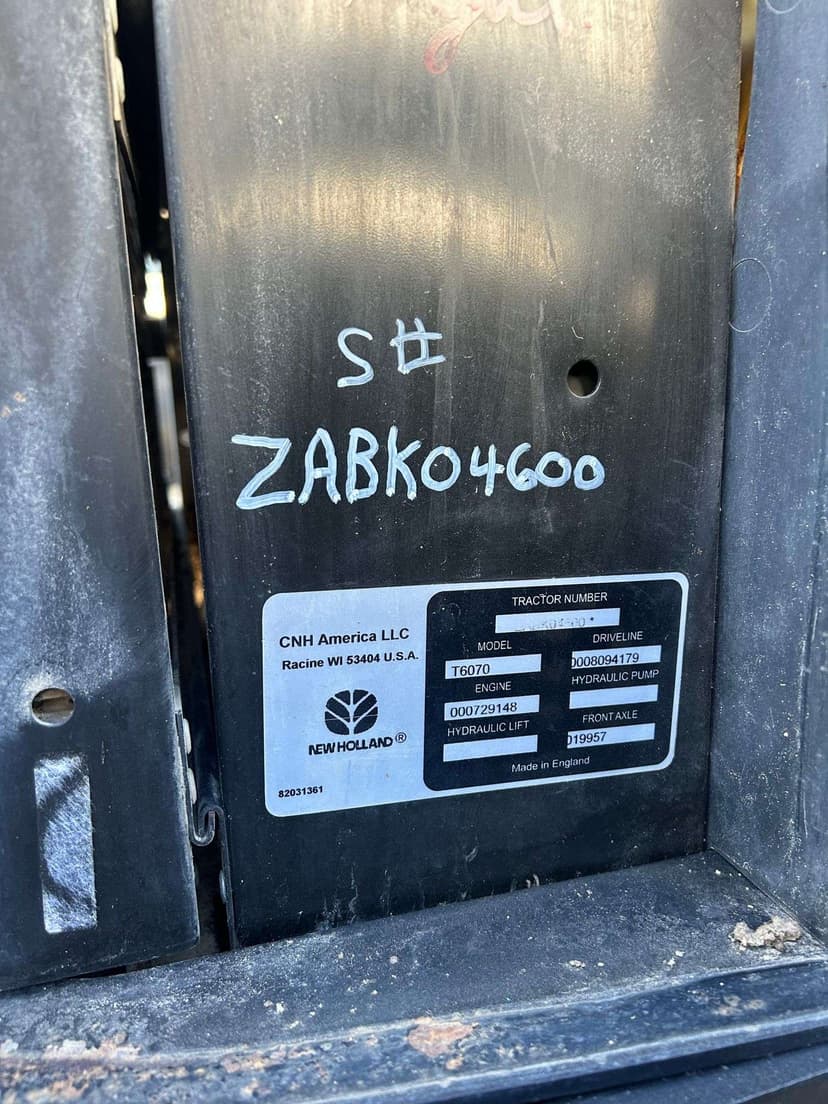 S#
ZABK04600
CNH America LLC
Racine WI 53404 U.S.A.
NEW HOLLAND ®
82031361
TRACTOR NUMBER
MODEL
DRIVELINE
T6070
0008094179
ENGINE
HYDRAULIC PUMP
000729148
HYDRAULIC LIFT
FRONT AXLE
019957
Made in England